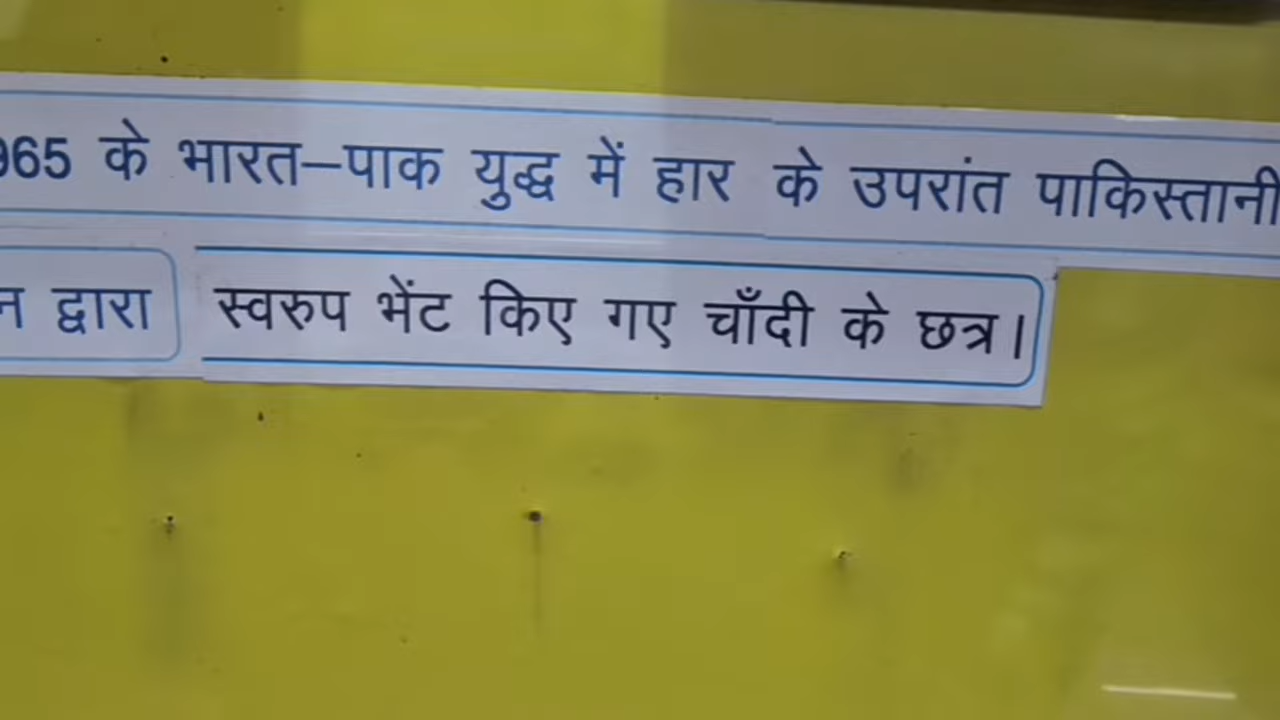 965 के भारत–पाक युद्ध में हार के उपरांत पाकिस्तानी
द्वारा स्वरुप भेंट किए गए चाँदी के छत्र।